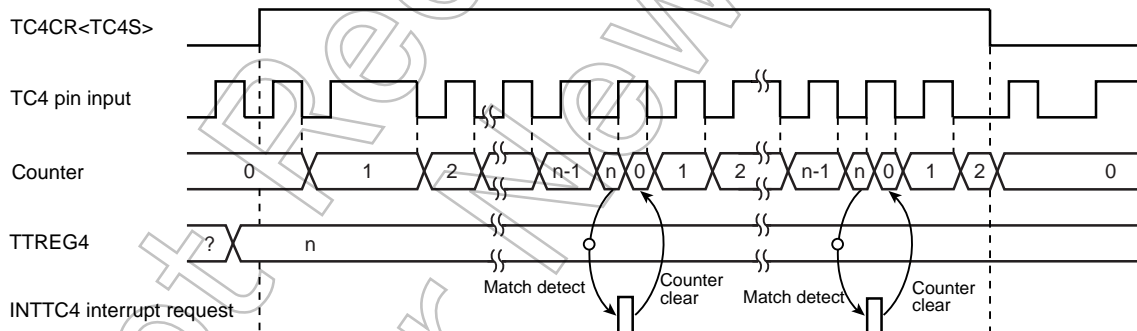 TC4CR<TC4S>
TC4 pin input
Counter
0 1 2 n-1 n 0 1 2 n-1 n 0 1 2 0
TTREG4
? n
Match detect Counter clear Match detect Counter clear
INTTC4 interrupt request